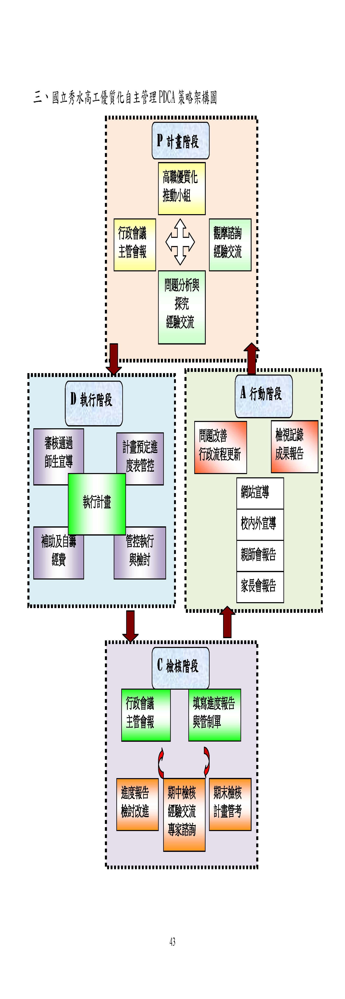 三、國立秀水高工優質化自主管理 PDCA 策略架構圖
P 計畫階段
高職優質化
推動小組
行政會議
主管會報
觀摩諮詢
經驗交流
問題分析與
探究
經驗交流
D 執行階段
審核通過
師生宣導
計畫預定進
度表管控
執行計畫
補助及自籌
經費
管控執行
與檢討
A 行動階段
問題改善
行政流程更新
檢視記錄
成果報告
網站宣導
校內外宣導
親師會報告
家長會報告
C 檢核階段
行政會議
主管會報
填寫進度報告
與管制單
進度報告
檢討改進
期中檢核
經驗交流
專家諮詢
期末檢核
計畫管考
43